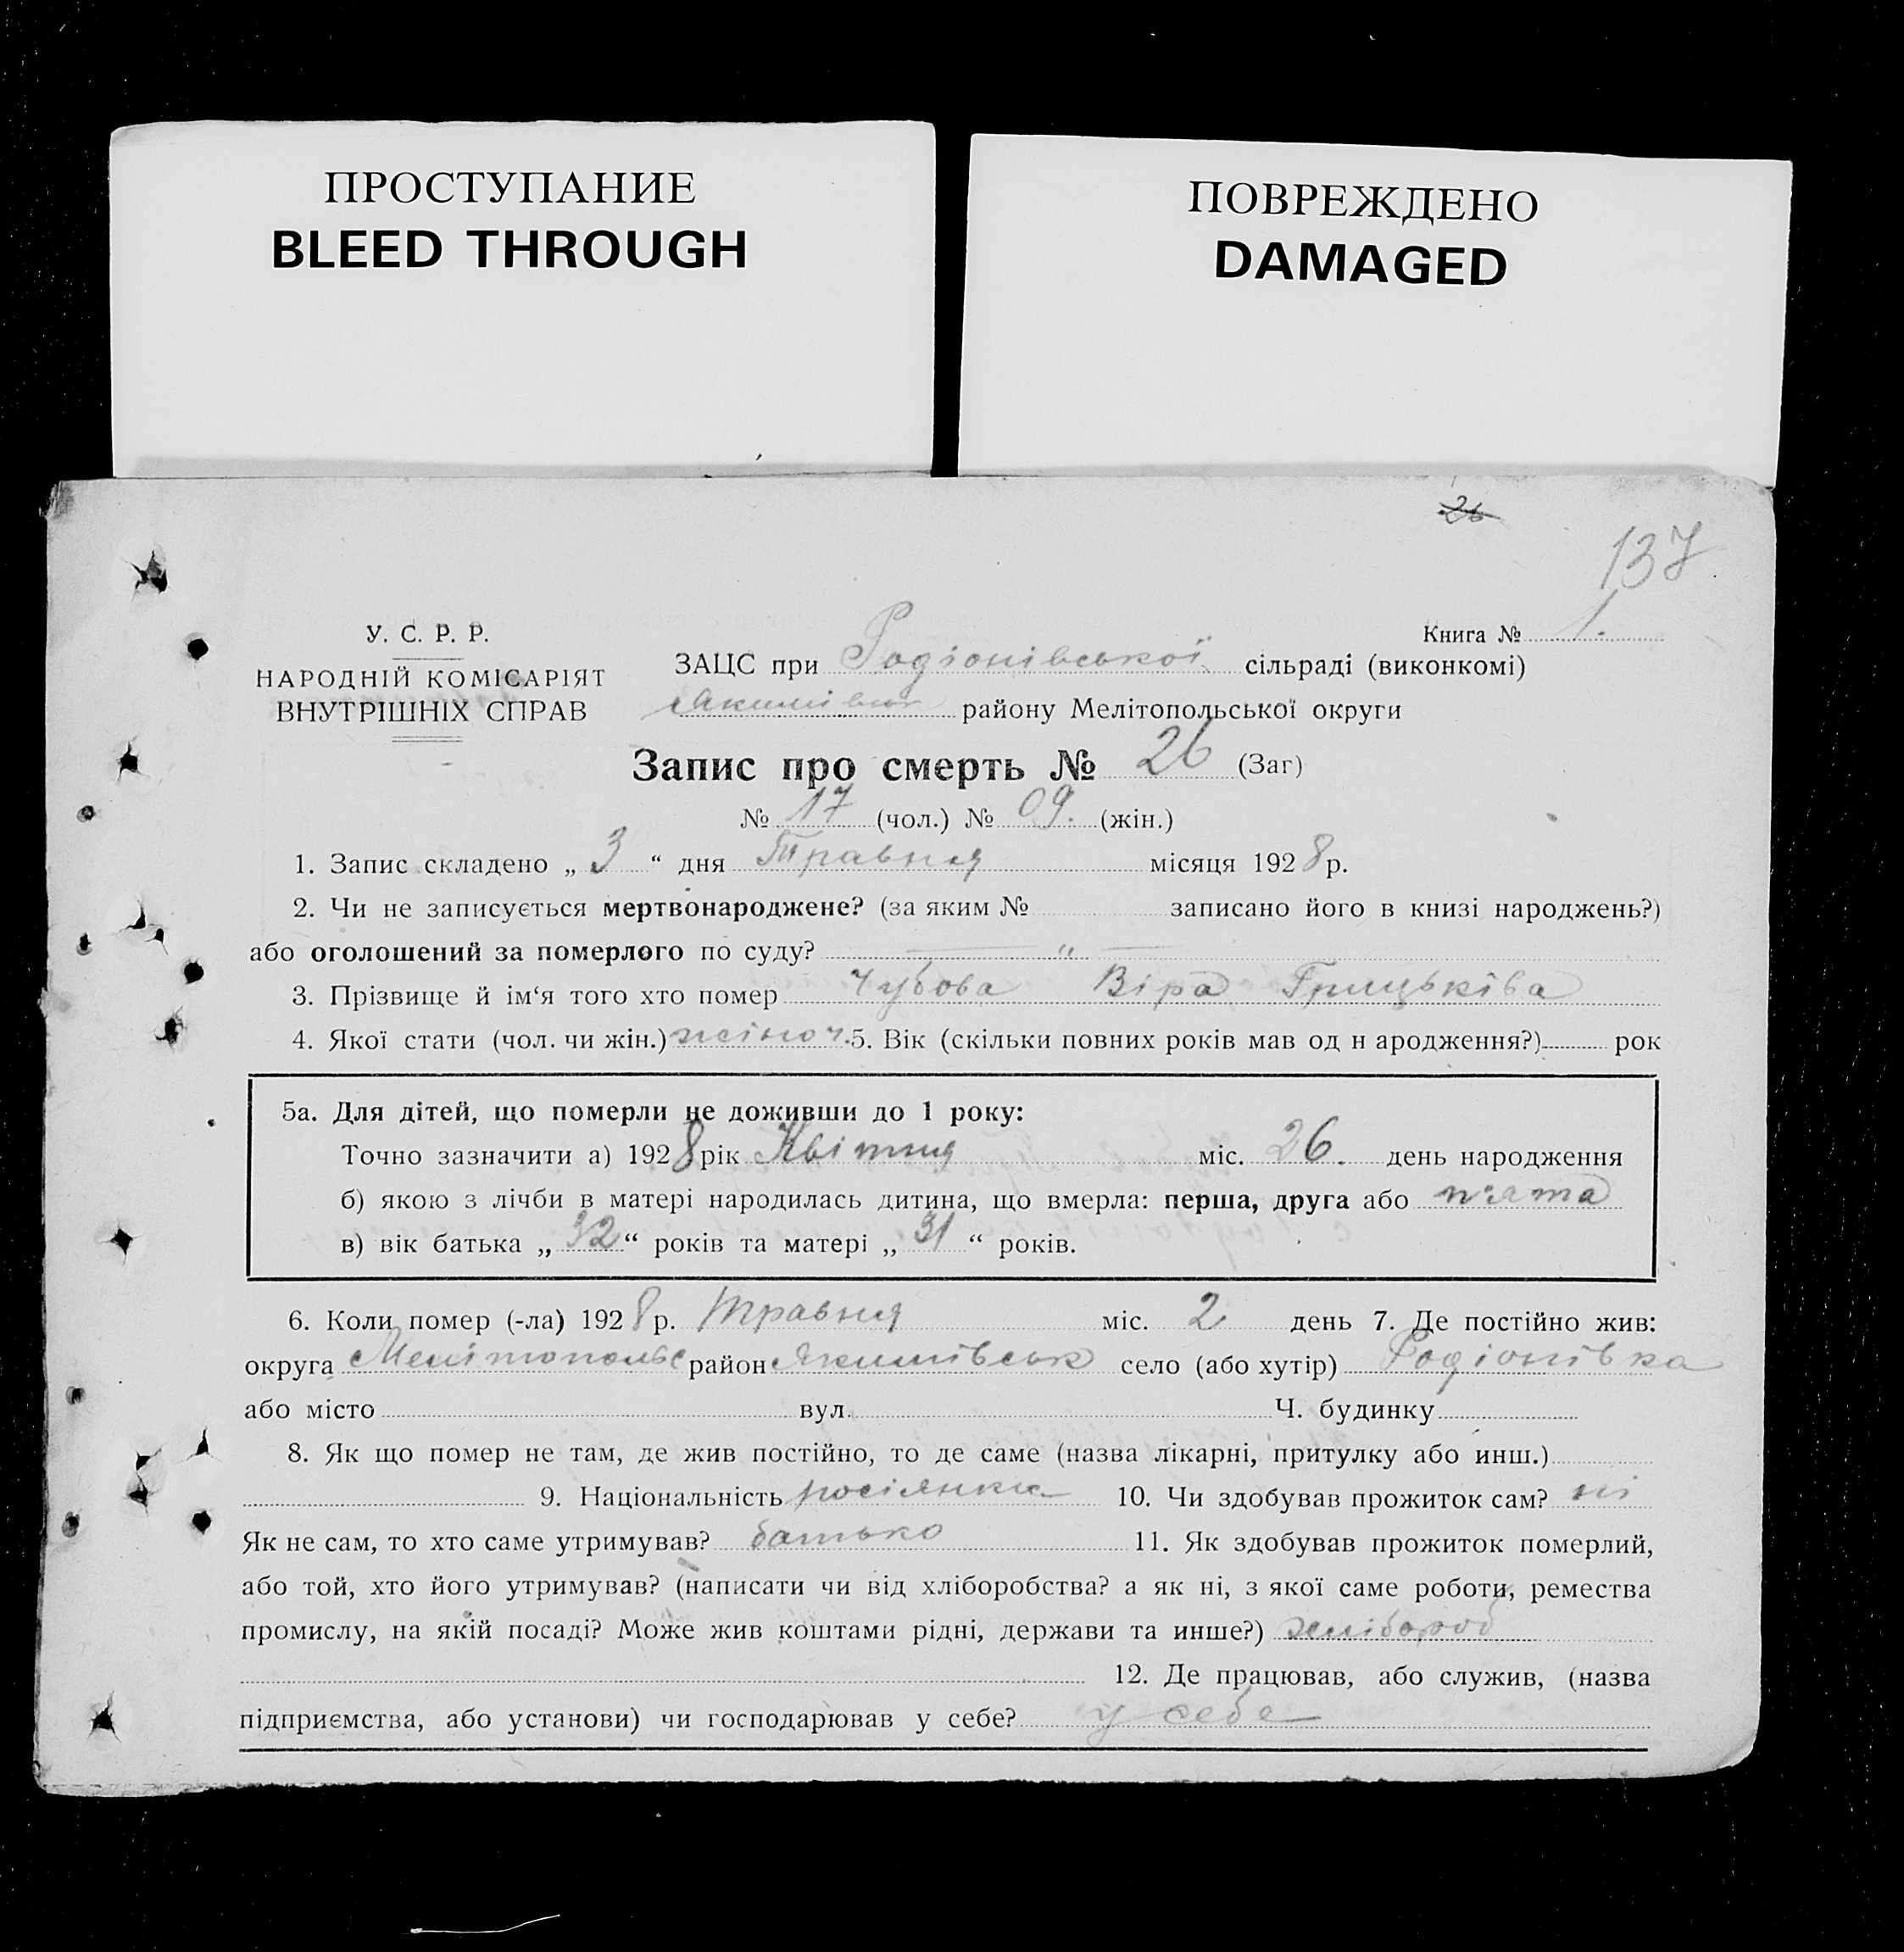 ПРОСТУПАНИЕ
BLEED THROUGH
ПОВРЕЖДЕНО
DAMAGED
26
137
У. С. Р. Р.
НАРОДНІЙ КОМІСАРІЯТ
ВНУТРІШНІХ СПРАВ
Книга № 1.
ЗАЦС при Родіонівської сільраді (виконкомі)
Якимівськ району Мелітопольської округи
Запис про смерть № 26 (Заг)
№ 17 (чол.) № 09. (жін.)
1. Запис складено „ 3 “ дня Травня місяця 1928 р.
2. Чи не записується мертвонароджене? (за яким № записано його в книзі народжень?)
або оголошений за померлого по суду? — " —
3. Прізвище й ім‘я того хто помер Чубова Віра Грицьківа
4. Якої стати (чол. чи жін.) жіноч. 5. Вік (скільки повних років мав од н ародження?) рок
5а. Для дітей, що померли не доживши до 1 року:
Точно зазначити а) 1928 рік Квітня міс. 26. день народження
б) якою з лічби в матері народилась дитина, що вмерла: перша, друга або п'ята
в) вік батька „ 32 “ років та матері „ 31 “ років.
6. Коли помер (-ла) 1928 р. Травня міс. 2 день 7. Де постійно жив:
округа Мелітопольс район Якимівськ село (або хутір) Родіонівка
або місто вул. Ч. будинку
8. Як що помер не там, де жив постійно, то де саме (назва лікарні, притулку або инш.)
9. Національність росіянка 10. Чи здобував прожиток сам? ні
Як не сам, то хто саме утримував? батько 11. Як здобував прожиток померлий,
або той, хто його утримував? (написати чи від хліборобства? а як ні, з якої саме роботи, ремества
промислу, на якій посаді? Може жив коштами рідні, держави та инше?) хлібороб
12. Де працював, або служив, (назва
підприємства, або установи) чи господарював у себе? у себе